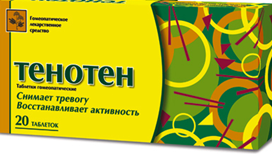 Гомеопатическое
лекарственное
средство
ТЕНОТЕН
Таблетки гомеопатические
Снимает тревогу
Восстанавливает активность
20 ТАБЛЕТОК